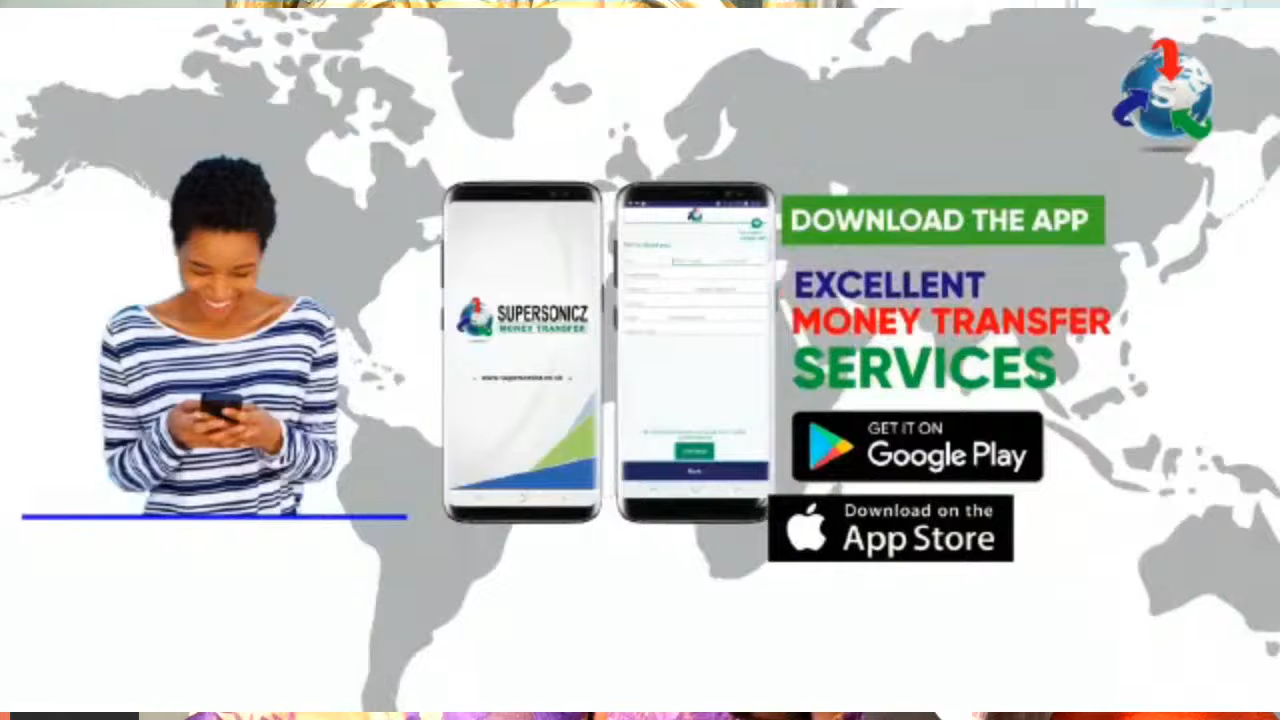 SUPERSONICZ
MONEY TRANSFER
DOWNLOAD THE APP
EXCELLENT
MONEY TRANSFER
SERVICES
GET IT ON
Google Play
Download on the
App Store